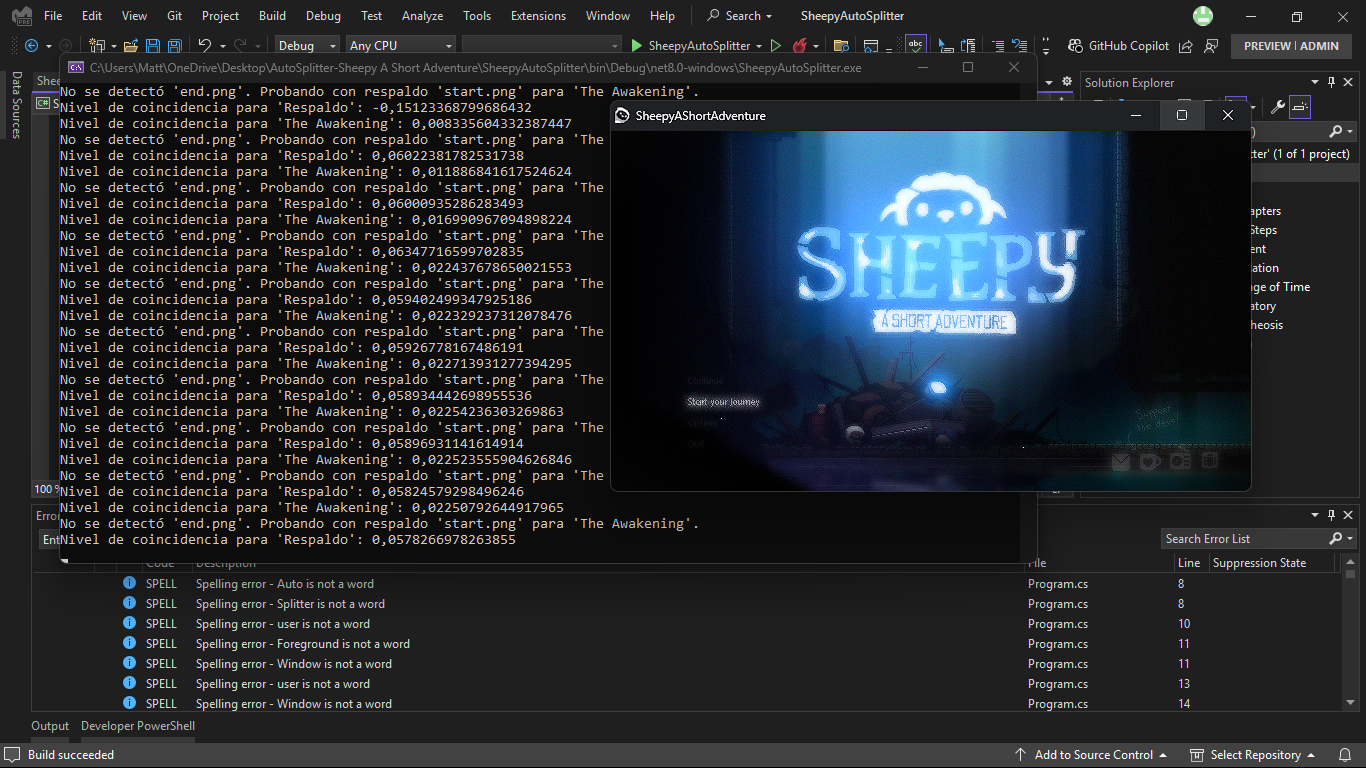 File Edit View Git Project Build Debug Test Analyze Tools Extensions Window Help Search SheepyAutoSplitter
Debug Any CPU SheepyAutoSplitter GitHub Copilot PREVIEW | ADMIN
Data Sources
C:\Users\Matt\OneDrive\Desktop\AutoSplitter-Sheepy A Short Adventure\SheepyAutoSplitter\bin\Debug\net8.0-windows\SheepyAutoSplitter.exe
No se detectó 'end.png'. Probando con respaldo 'start.png' para 'The Awakening'.
Nivel de coincidencia para 'Respaldo': -0,15123368799686432
Nivel de coincidencia para 'The Awakening': 0,008335604332387447
No se detectó 'end.png'. Probando con respaldo 'start.png' para 'The
Nivel de coincidencia para 'Respaldo': 0,06022381782531738
Nivel de coincidencia para 'The Awakening': 0,011886841617524624
No se detectó 'end.png'. Probando con respaldo 'start.png' para 'The
Nivel de coincidencia para 'Respaldo': 0,06000935286283493
Nivel de coincidencia para 'The Awakening': 0,016990967094898224
No se detectó 'end.png'. Probando con respaldo 'start.png' para 'The
Nivel de coincidencia para 'Respaldo': 0,06347716599702835
Nivel de coincidencia para 'The Awakening': 0,022437678650021553
No se detectó 'end.png'. Probando con respaldo 'start.png' para 'The
Nivel de coincidencia para 'Respaldo': 0,059402499347925186
Nivel de coincidencia para 'The Awakening': 0,022329237312078476
No se detectó 'end.png'. Probando con respaldo 'start.png' para 'The
Nivel de coincidencia para 'Respaldo': 0,05926778167486191
Nivel de coincidencia para 'The Awakening': 0,022713931277394295
No se detectó 'end.png'. Probando con respaldo 'start.png' para 'The
Nivel de coincidencia para 'Respaldo': 0,058934442698955536
Nivel de coincidencia para 'The Awakening': 0,02254236303269863
No se detectó 'end.png'. Probando con respaldo 'start.png' para 'The
Nivel de coincidencia para 'Respaldo': 0,05896931141614914
Nivel de coincidencia para 'The Awakening': 0,022523555904626846
No se detectó 'end.png'. Probando con respaldo 'start.png' para 'The
Nivel de coincidencia para 'Respaldo': 0,05824579298496246
Nivel de coincidencia para 'The Awakening': 0,02250792644917965
No se detectó 'end.png'. Probando con respaldo 'start.png' para 'The Awakening'.
Nivel de coincidencia para 'Respaldo': 0,0578266978263855
SheepyAShortAdventure
SHEEPY
A SHORT ADVENTURE
Continue
Start your journey
Options
Quit
Support
the devs!
Solution Explorer
tter' (1 of 1 project)
apters
Steps
ent
ation
ge of Time
atory
heosis
100 %
Search Error List
Code Description File Line Suppression State
SPELL Spelling error - Auto is not a word Program.cs 8
SPELL Spelling error - Splitter is not a word Program.cs 8
SPELL Spelling error - user is not a word Program.cs 10
SPELL Spelling error - Foreground is not a word Program.cs 11
SPELL Spelling error - Window is not a word Program.cs 11
SPELL Spelling error - user is not a word Program.cs 13
SPELL Spelling error - Window is not a word Program.cs 14
Output Developer PowerShell
Build succeeded Add to Source Control Select Repository